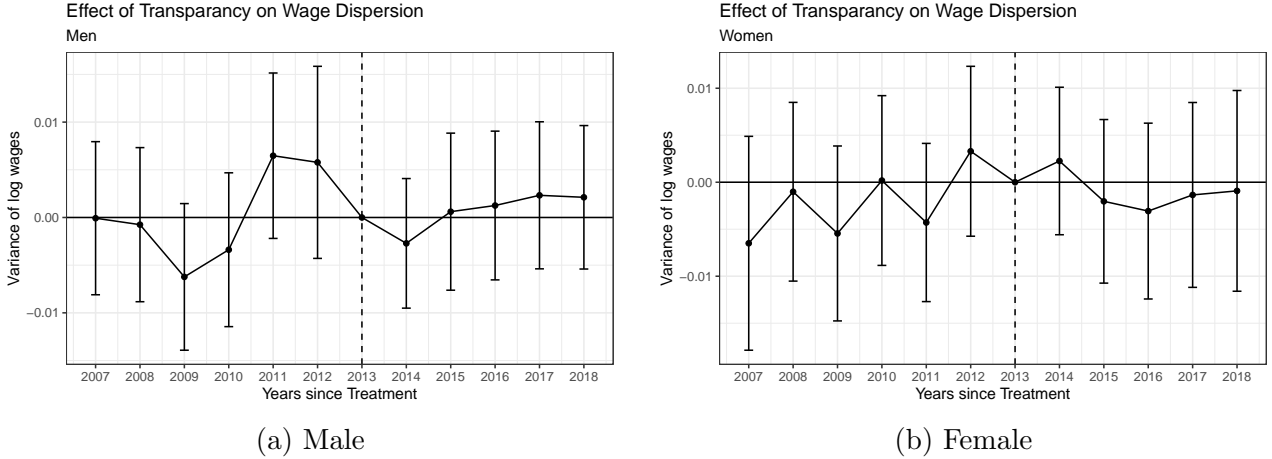 Effect of Transparancy on Wage Dispersion
Men
Variance of log wages
0.01
0.00
−0.01
2007 2008 2009 2010 2011 2012 2013 2014 2015 2016 2017 2018
Years since Treatment
(a) Male
Effect of Transparancy on Wage Dispersion
Women
Variance of log wages
0.01
0.00
−0.01
2007 2008 2009 2010 2011 2012 2013 2014 2015 2016 2017 2018
Years since Treatment
(b) Female